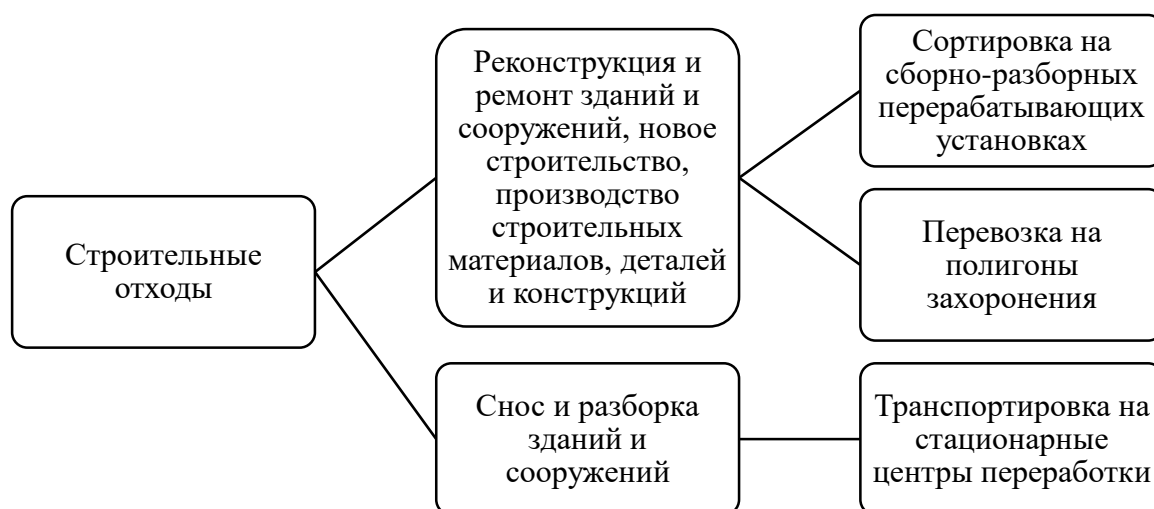 Строительные
отходы
Реконструкция и
ремонт зданий и
сооружений, новое
строительство,
производство
строительных
материалов, деталей
и конструкций
Сортировка на
сборно-разборных
перерабатывающих
установках
Перевозка на
полигоны
захоронения
Снос и разборка
зданий и
сооружений
Транспортировка на
стационарные
центры переработки